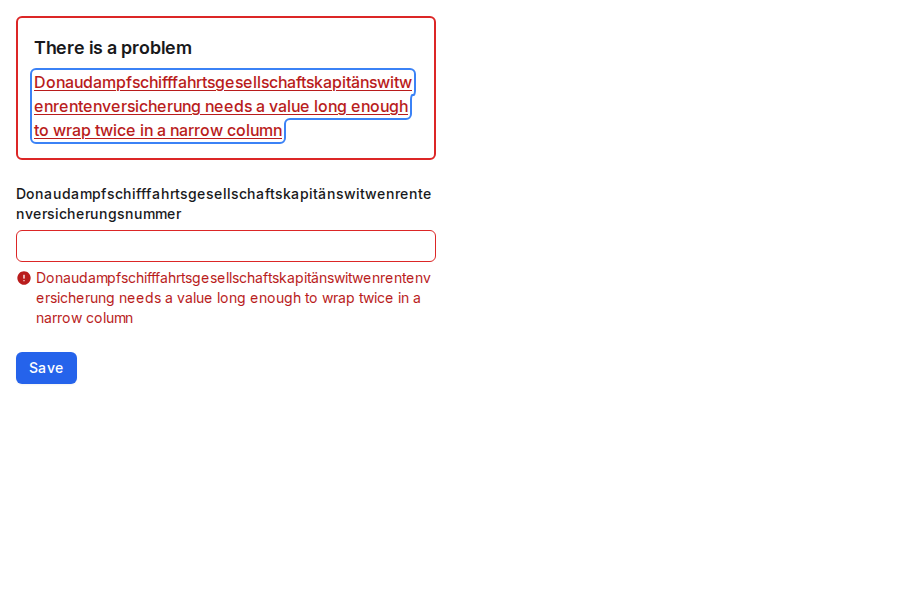 There is a problem
Donaudampfschifffahrtsgesellschaftskapitänswitw
enrentenversicherung needs a value long enough
to wrap twice in a narrow column
Donaudampfschifffahrtsgesellschaftskapitänswitwenrente
nversicherungsnummer
Donaudampfschifffahrtsgesellschaftskapitänswitwenrentenv
ersicherung needs a value long enough to wrap twice in a
narrow column
Save